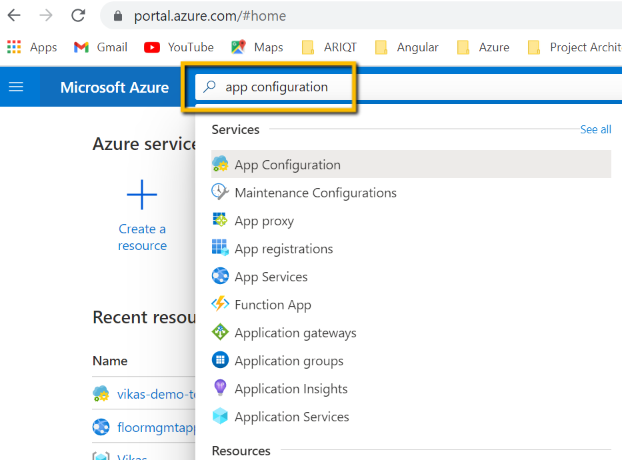 portal.azure.com/#home
Apps Gmail YouTube Maps ARIQT Angular Azure Project Archit
Microsoft Azure app configuration
Services See all
Azure service
App Configuration
Maintenance Configurations
App proxy
Create a
resource
App registrations
App Services
Function App
Recent resou
Application gateways
Name
Application groups
Application Insights
vikas-demo-te
Application Services
floormgmtapp
Resources
Vikas